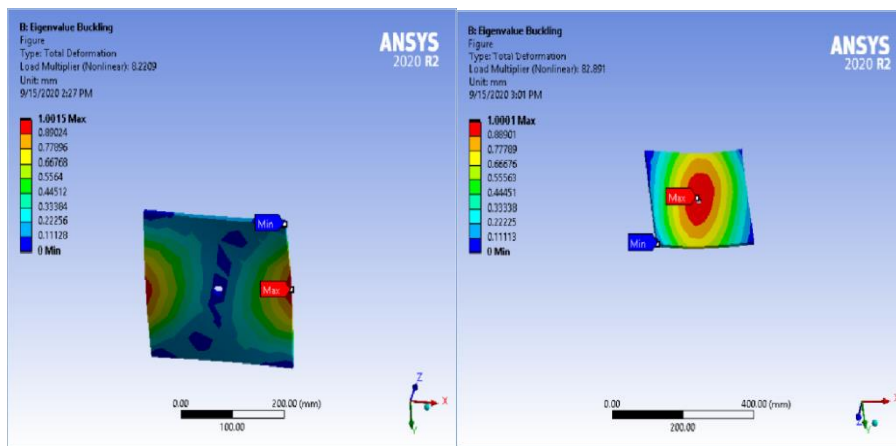 B: Eigenvalue Buckling
Figure
Type: Total Deformation
Load Multiplier (Nonlinear): 8.2209
Unit: mm
9/15/2020 2:27 PM
ANSYS
2020 R2
1.0015 Max
0.89024
0.77896
0.66768
0.5564
0.44512
0.33384
0.22256
0.11128
0 Min
Min
Max
0.00
200.00 (mm)
100.00
Z
X
Y
B: Eigenvalue Buckling
Figure
Type: Total Deformation
Load Multiplier (Nonlinear): 82.891
Unit: mm
9/15/2020 3:01 PM
ANSYS
2020 R2
1.0001 Max
0.88901
0.77789
0.66676
0.55563
0.44451
0.33338
0.22225
0.11113
0 Min
Max
Min
0.00
400.00 (mm)
200.00
X
Z
Y